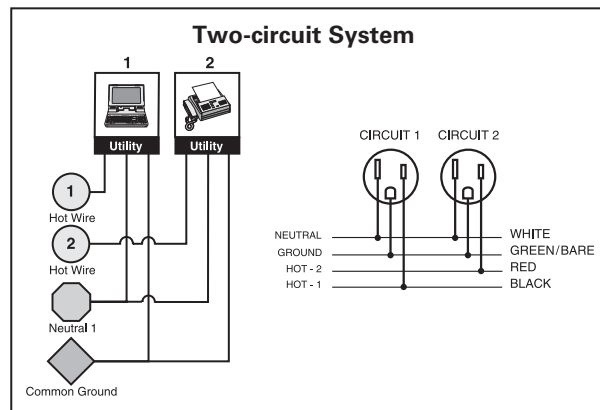 Two-circuit System
1
2
Utility
Utility
1
Hot Wire
2
Hot Wire
Neutral 1
Common Ground
CIRCUIT 1
CIRCUIT 2
NEUTRAL
WHITE
GROUND
GREEN/BARE
HOT - 2
RED
HOT - 1
BLACK